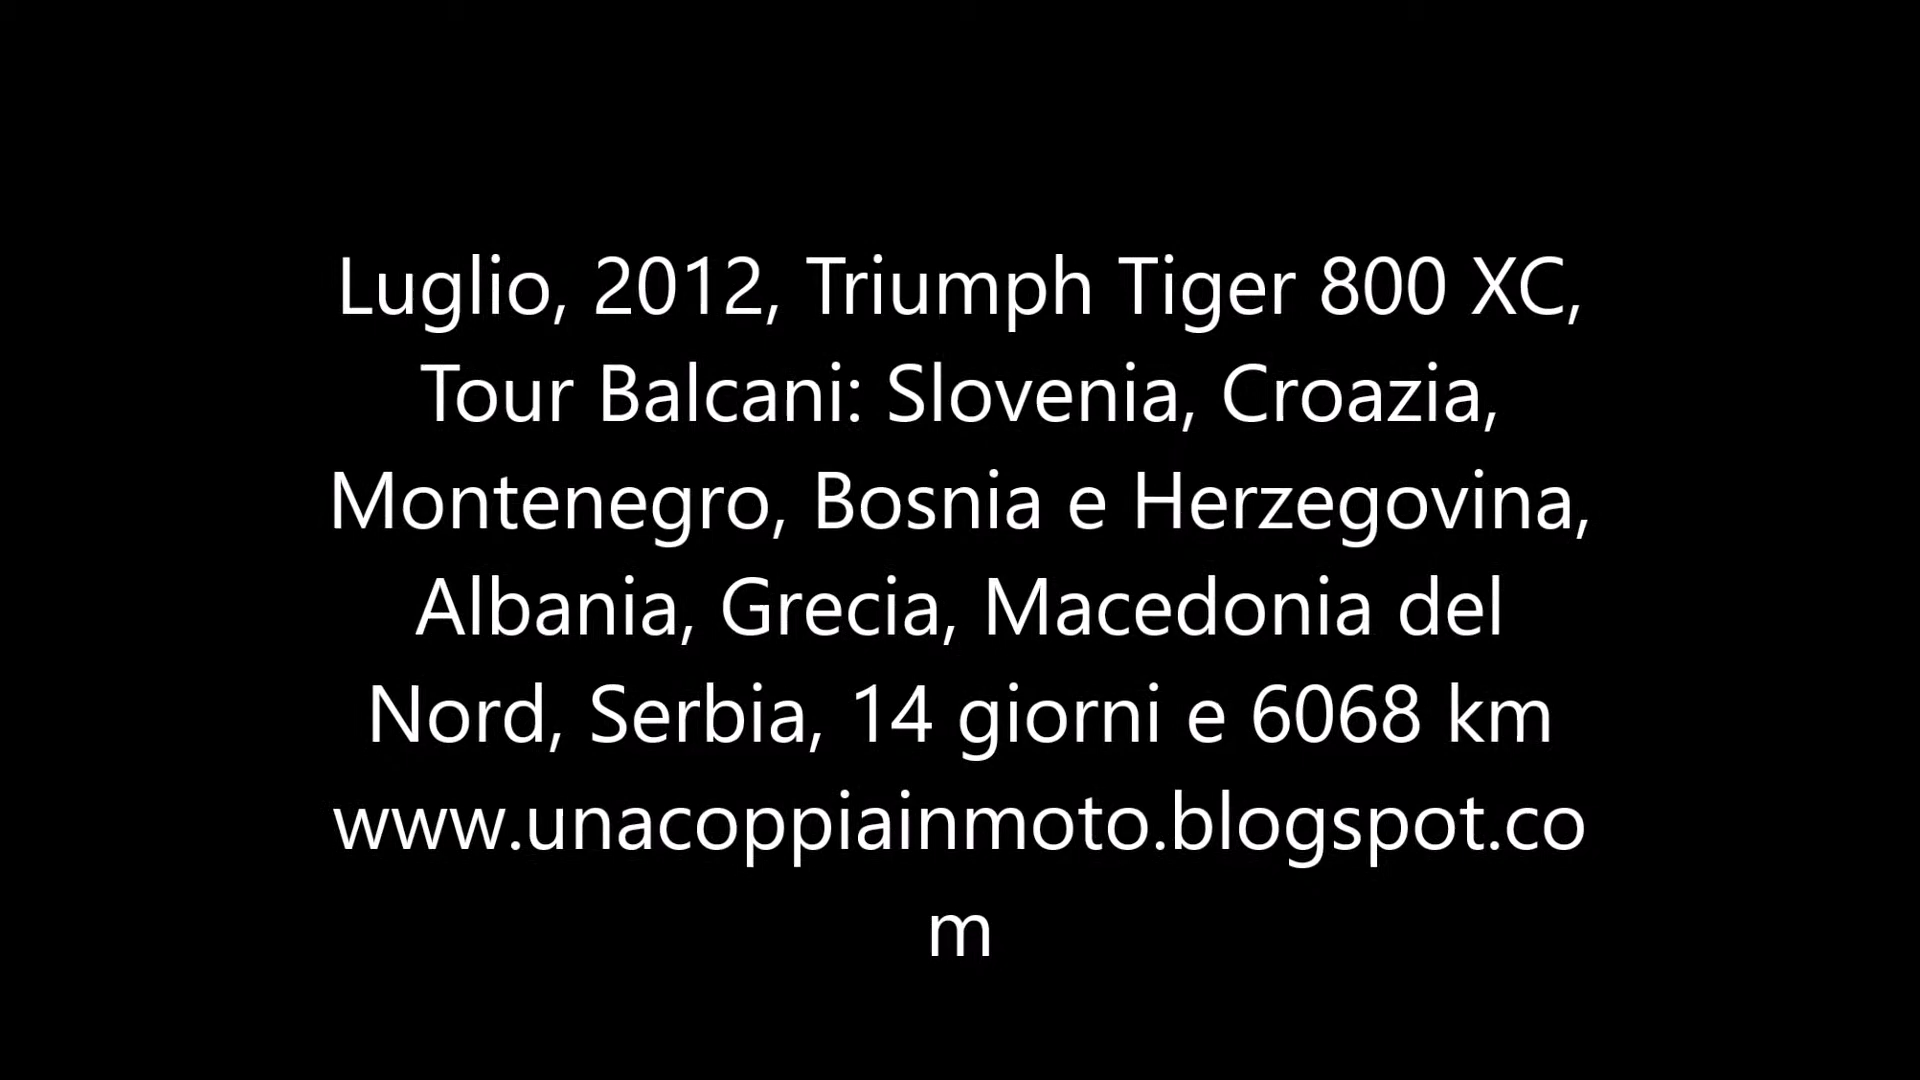 Luglio, 2012, Triumph Tiger 800 XC,
Tour Balcani: Slovenia, Croazia,
Montenegro, Bosnia e Herzegovina,
Albania, Grecia, Macedonia del
Nord, Serbia, 14 giorni e 6068 km
www.unacoppiainmoto.blogspot.co
m